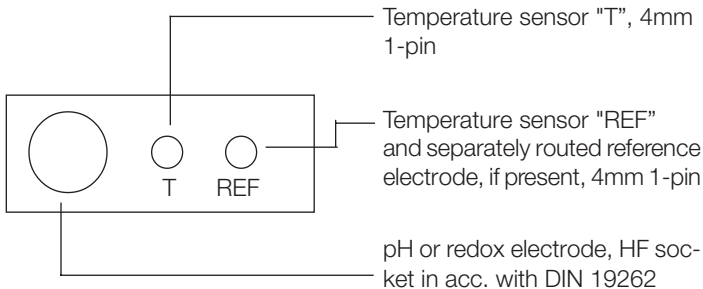 Temperature sensor "T”, 4mm
1-pin
Temperature sensor "REF”
and separately routed reference
electrode, if present, 4mm 1-pin
T
REF
pH or redox electrode, HF soc-
ket in acc. with DIN 19262